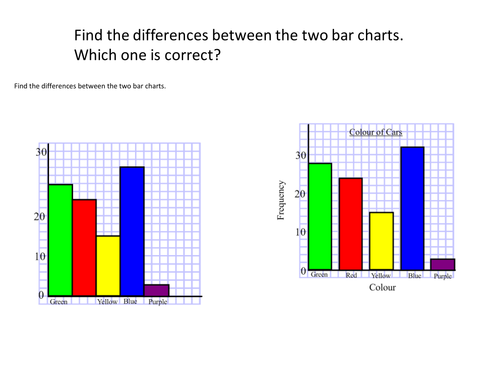 Find the differences between the two bar charts.
Which one is correct?
Find the differences between the two bar charts.
30
20
10
0
Green Yellow Blue Purple
Colour of Cars
Frequency
30
20
10
0
Green Red Yellow Blue Purple
Colour